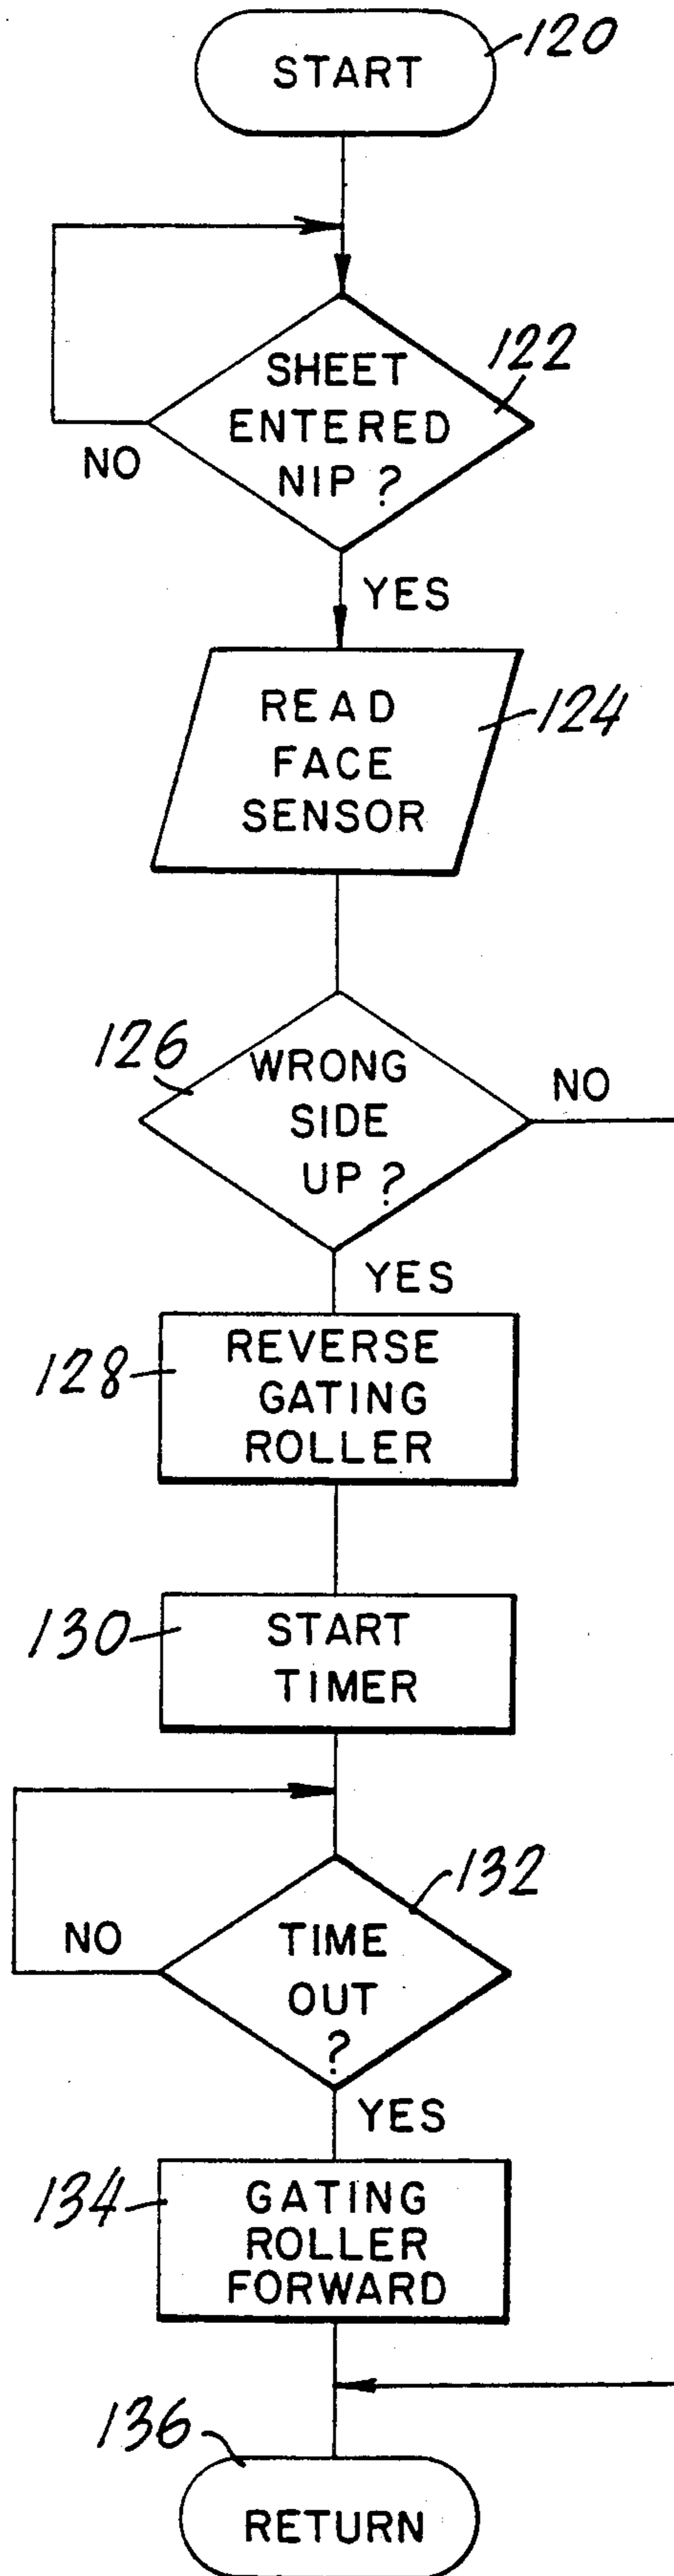 START
120
SHEET
ENTERED
NIP ?
122
NO
YES
READ
FACE
SENSOR
124
126
WRONG
SIDE
UP ?
NO
YES
128
REVERSE
GATING
ROLLER
130
START
TIMER
132
NO
TIME
OUT
?
YES
134
GATING
ROLLER
FORWARD
136
RETURN